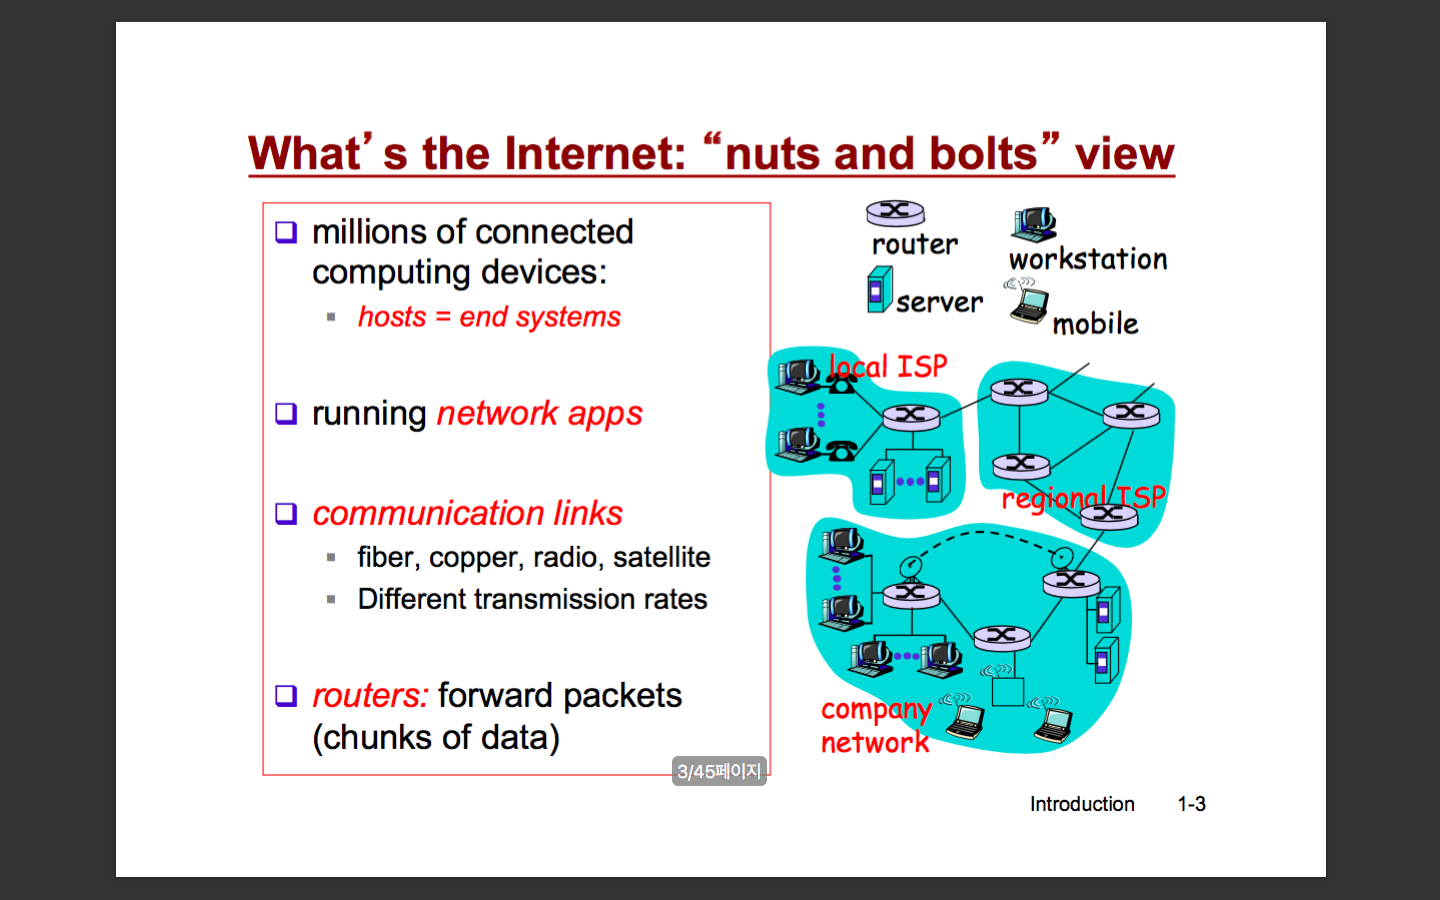 What’s the Internet: “nuts and bolts” view
millions of connected
computing devices:
hosts = end systems
running network apps
communication links
fiber, copper, radio, satellite
Different transmission rates
routers: forward packets
(chunks of data)
router
workstation
server
mobile
local ISP
regional ISP
company
network
3/45페이지
Introduction 1-3